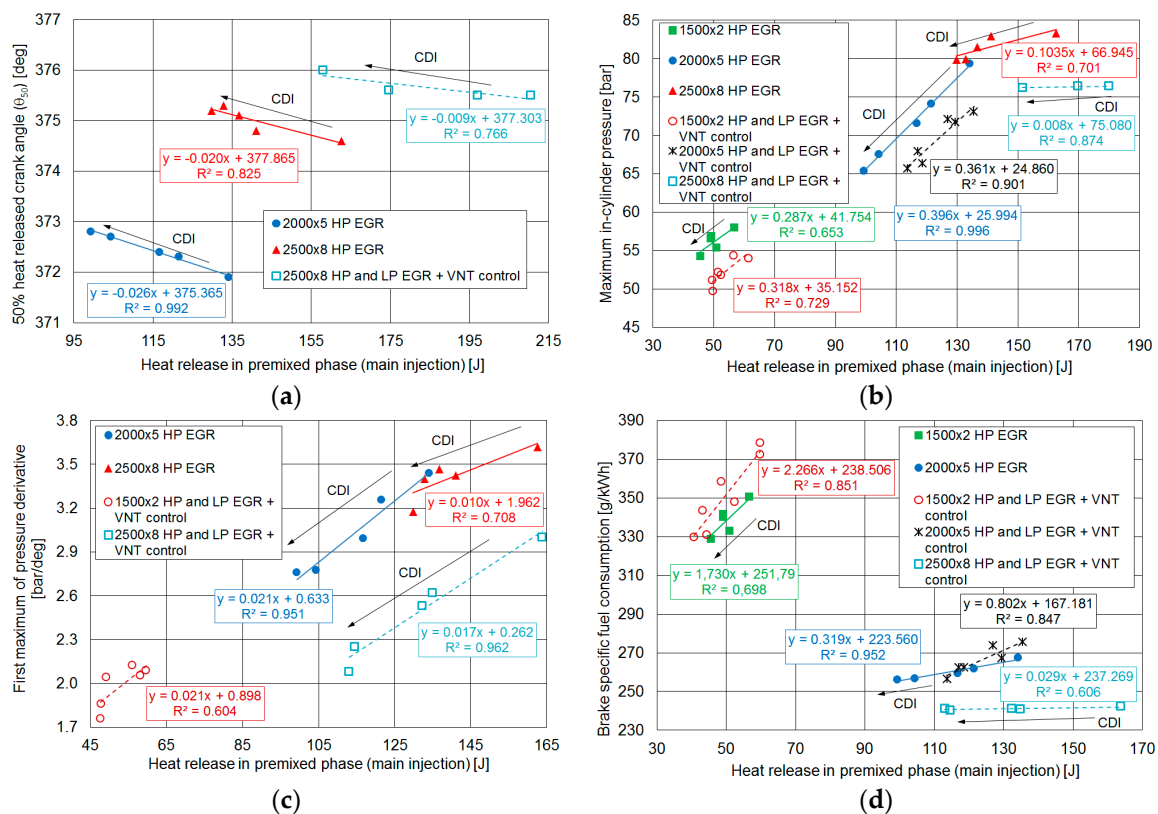 377
376
375
374
373
372
371
50% heat released crank angle (θ50) [deg]
CDI
y = -0.009x + 377.303
R² = 0.766
CDI
y = -0.020x + 377.865
R² = 0.825
CDI
y = -0.026x + 375.365
R² = 0.992
2000x5 HP EGR
2500x8 HP EGR
2500x8 HP and LP EGR + VNT control
95 115 135 155 175 195 215
Heat release in premixed phase (main injection) [J]
(a)
85
80
75
70
65
60
55
50
45
Maximum in-cylinder pressure [bar]
1500x2 HP EGR
2000x5 HP EGR
2500x8 HP EGR
1500x2 HP and LP EGR +
VNT control
2000x5 HP and LP EGR +
VNT control
2500x8 HP and LP EGR +
VNT control
CDI
y = 0.1035x + 66.945
R² = 0.701
CDI
y = 0.008x + 75.080
R² = 0.874
CDI
y = 0.361x + 24.860
R² = 0.901
y = 0.396x + 25.994
R² = 0.996
y = 0.287x + 41.754
R² = 0.653
CDI
y = 0.318x + 35.152
R² = 0.729
30 50 70 90 110 130 150 170 190
Heat release in premixed phase (main injection) [J]
(b)
3.8
3.5
3.2
2.9
2.6
2.3
2.0
1.7
First maximum of pressure derivative
[bar/deg]
2000x5 HP EGR
2500x8 HP EGR
1500x2 HP and LP EGR +
VNT control
2500x8 HP and LP EGR +
VNT control
CDI
CDI
y = 0.010x + 1.962
R² = 0.708
CDI
y = 0.021x + 0.633
R² = 0.951
y = 0.017x + 0.262
R² = 0.962
y = 0.021x + 0.898
R² = 0.604
45 65 85 105 125 145 165
Heat release in premixed phase (main injection) [J]
(c)
390
370
350
330
310
290
270
250
230
Brake specific fuel consumption [g/kWh]
1500x2 HP EGR
2000x5 HP EGR
1500x2 HP and LP EGR + VNT
control
2000x5 HP and LP EGR + VNT
control
2500x8 HP and LP EGR + VNT
control
y = 2.266x + 238.506
R² = 0.851
CDI
y = 1,730x + 251,79
R² = 0,698
y = 0.802x + 167.181
R² = 0.847
y = 0.319x + 223.560
R² = 0.952
y = 0.029x + 237.269
R² = 0.606
CDI
CDI
30 50 70 90 110 130 150 170
Heat release in premixed phase (main injection) [J]
(d)